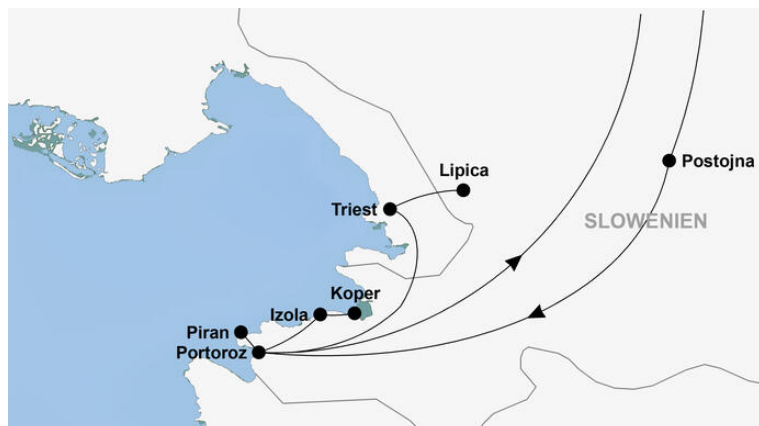 Lipica
Postojna
Triest
SLOWENIEN
Koper
Izola
Piran
Portoroz